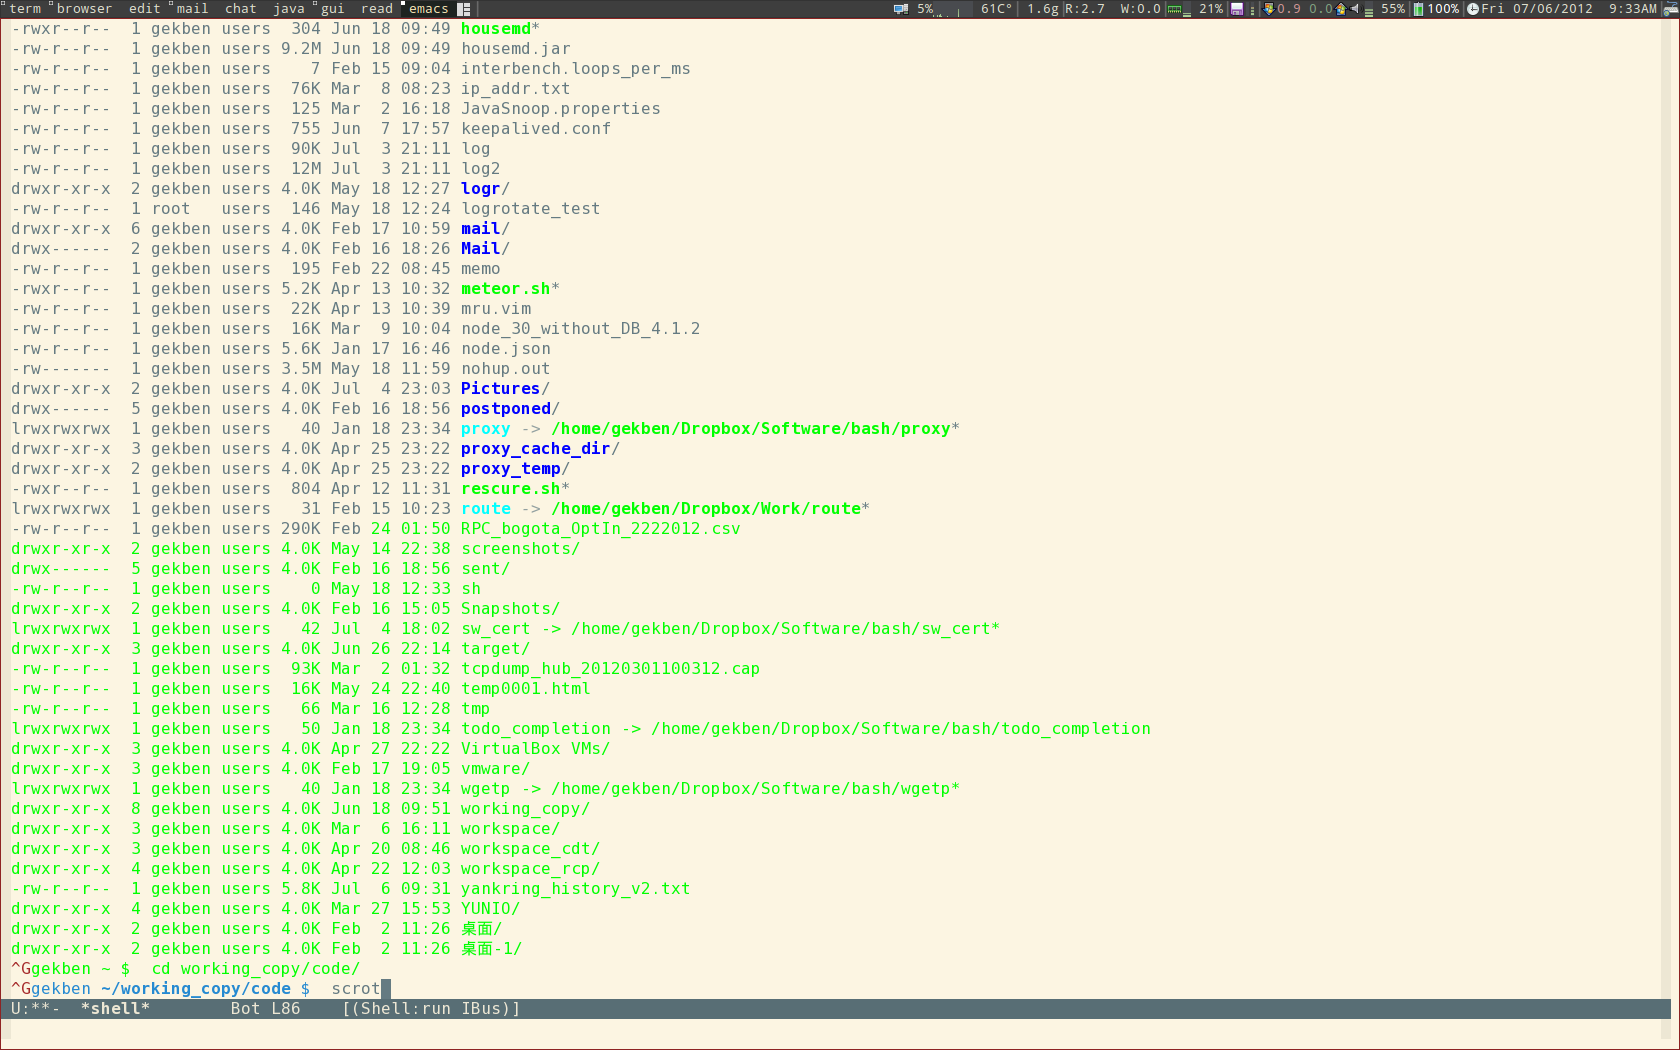 term browser edit mail chat java gui read emacs 5% 61C° 1.6g R:2.7 W:0.0 21% 0.9 0.0 55% 100% Fri 07/06/2012 9:33AM
-rwxr--r--  1 gekben users  304 Jun 18 09:49 housemd*
-rw-r--r--  1 gekben users 9.2M Jun 18 09:49 housemd.jar
-rw-r--r--  1 gekben users    7 Feb 15 09:04 interbench.loops_per_ms
-rw-r--r--  1 gekben users  76K Mar  8 08:23 ip_addr.txt
-rw-r--r--  1 gekben users  125 Mar  2 16:18 JavaSnoop.properties
-rw-r--r--  1 gekben users  755 Jun  7 17:57 keepalived.conf
-rw-r--r--  1 gekben users  90K Jul  3 21:11 log
-rw-r--r--  1 gekben users  12M Jul  3 21:11 log2
drwxr-xr-x  2 gekben users 4.0K May 18 12:27 logr/
-rw-r--r--  1 root   users  146 May 18 12:24 logrotate_test
drwxr-xr-x  6 gekben users 4.0K Feb 17 10:59 mail/
drwx------  2 gekben users 4.0K Feb 16 18:26 Mail/
-rw-r--r--  1 gekben users  195 Feb 22 08:45 memo
-rwxr--r--  1 gekben users 5.2K Apr 13 10:32 meteor.sh*
-rw-r--r--  1 gekben users  22K Apr 13 10:39 mru.vim
-rw-r--r--  1 gekben users  16K Mar  9 10:04 node_30_without_DB_4.1.2
-rw-r--r--  1 gekben users 5.6K Jan 17 16:46 node.json
-rw-------  1 gekben users 3.5M May 18 11:59 nohup.out
drwxr-xr-x  2 gekben users 4.0K Jul  4 23:03 Pictures/
drwx------  5 gekben users 4.0K Feb 16 18:56 postponed/
lrwxrwxrwx  1 gekben users   40 Jan 18 23:34 proxy -> /home/gekben/Dropbox/Software/bash/proxy*
drwxr-xr-x  3 gekben users 4.0K Apr 25 23:22 proxy_cache_dir/
drwxr-xr-x  2 gekben users 4.0K Apr 25 23:22 proxy_temp/
-rwxr--r--  1 gekben users  804 Apr 12 11:31 rescure.sh*
lrwxrwxrwx  1 gekben users   31 Feb 15 10:23 route -> /home/gekben/Dropbox/Work/route*
-rw-r--r--  1 gekben users 290K Feb 24 01:50 RPC_bogota_OptIn_2222012.csv
drwxr-xr-x  2 gekben users 4.0K May 14 22:38 screenshots/
drwx------  5 gekben users 4.0K Feb 16 18:56 sent/
-rw-r--r--  1 gekben users    0 May 18 12:33 sh
drwxr-xr-x  2 gekben users 4.0K Feb 16 15:05 Snapshots/
lrwxrwxrwx  1 gekben users   42 Jul  4 18:02 sw_cert -> /home/gekben/Dropbox/Software/bash/sw_cert*
drwxr-xr-x  3 gekben users 4.0K Jun 26 22:14 target/
-rw-r--r--  1 gekben users  93K Mar  2 01:32 tcpdump_hub_20120301100312.cap
-rw-r--r--  1 gekben users  16K May 24 22:40 temp0001.html
-rw-r--r--  1 gekben users   66 Mar 16 12:28 tmp
lrwxrwxrwx  1 gekben users   50 Jan 18 23:34 todo_completion -> /home/gekben/Dropbox/Software/bash/todo_completion
drwxr-xr-x  3 gekben users 4.0K Apr 27 22:22 VirtualBox VMs/
drwxr-xr-x  3 gekben users 4.0K Feb 17 19:05 vmware/
lrwxrwxrwx  1 gekben users   40 Jan 18 23:34 wgetp -> /home/gekben/Dropbox/Software/bash/wgetp*
drwxr-xr-x  8 gekben users 4.0K Jun 18 09:51 working_copy/
drwxr-xr-x  3 gekben users 4.0K Mar  6 16:11 workspace/
drwxr-xr-x  3 gekben users 4.0K Apr 20 08:46 workspace_cdt/
drwxr-xr-x  4 gekben users 4.0K Apr 22 12:03 workspace_rcp/
-rw-r--r--  1 gekben users 5.8K Jul  6 09:31 yankring_history_v2.txt
drwxr-xr-x  4 gekben users 4.0K Mar 27 15:53 YUNIO/
drwxr-xr-x  2 gekben users 4.0K Feb  2 11:26 桌面/
drwxr-xr-x  2 gekben users 4.0K Feb  2 11:26 桌面-1/
^Ggekben ~ $  cd working_copy/code/
^Ggekben ~/working_copy/code $  scrot
U:**-  *shell*        Bot L86    [(Shell:run IBus)]